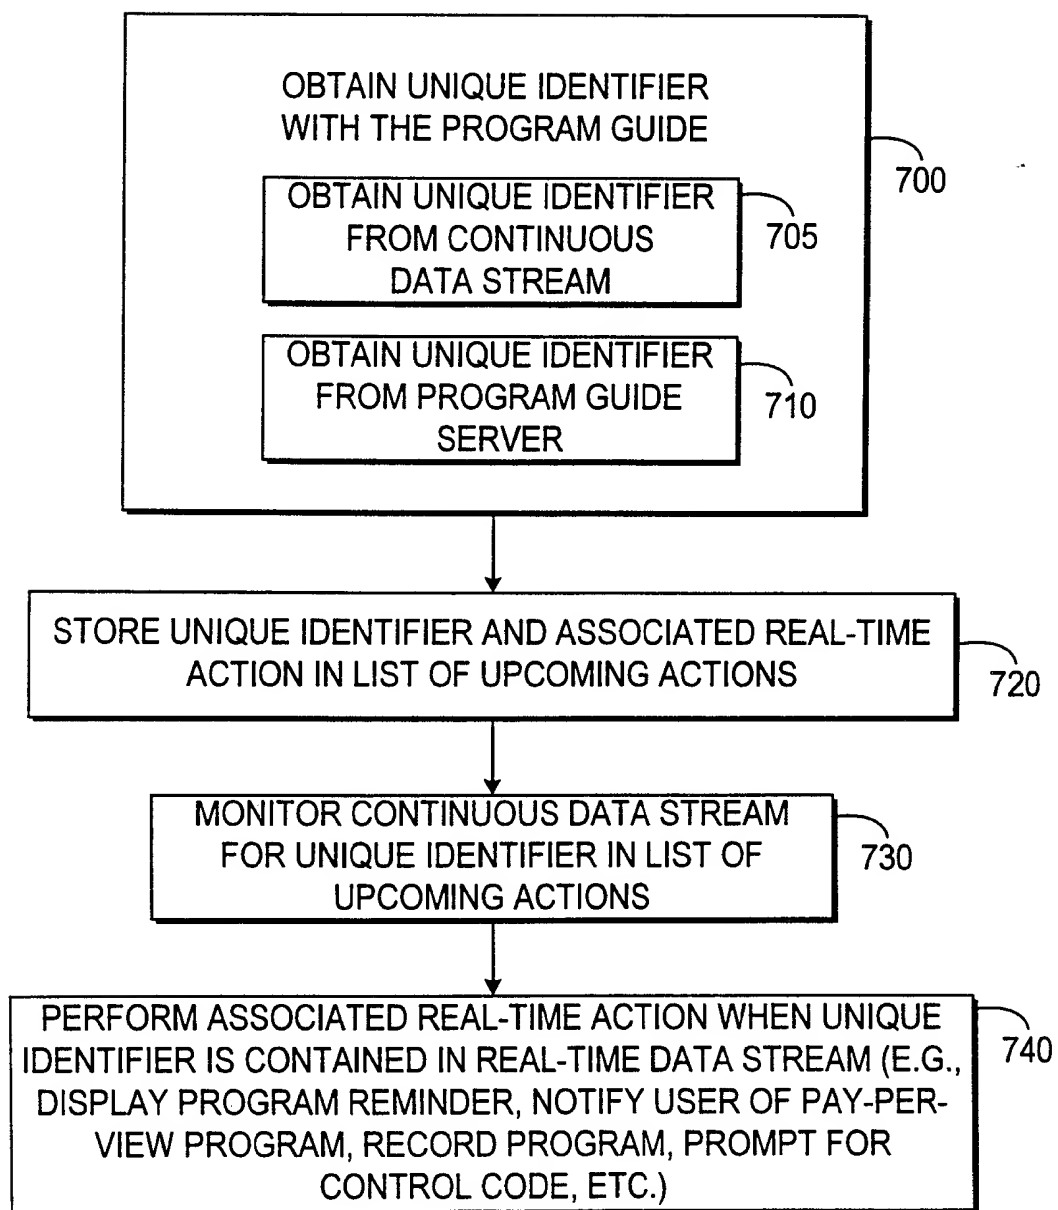 OBTAIN UNIQUE IDENTIFIER
WITH THE PROGRAM GUIDE
700
OBTAIN UNIQUE IDENTIFIER
FROM CONTINUOUS
DATA STREAM
705
OBTAIN UNIQUE IDENTIFIER
FROM PROGRAM GUIDE
SERVER
710
STORE UNIQUE IDENTIFIER AND ASSOCIATED REAL-TIME
ACTION IN LIST OF UPCOMING ACTIONS
720
MONITOR CONTINUOUS DATA STREAM
FOR UNIQUE IDENTIFIER IN LIST OF
UPCOMING ACTIONS
730
PERFORM ASSOCIATED REAL-TIME ACTION WHEN UNIQUE
IDENTIFIER IS CONTAINED IN REAL-TIME DATA STREAM (E.G.,
DISPLAY PROGRAM REMINDER, NOTIFY USER OF PAY-PER-
VIEW PROGRAM, RECORD PROGRAM, PROMPT FOR
CONTROL CODE, ETC.)
740